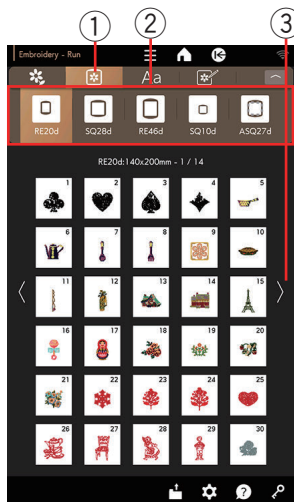 1 2 3
Embroidery - Run
Aa
RE20d SQ28d RE46d SQ10d ASQ27d
RE20d:140x200mm - 1 / 14
1 2 3 4 5
6 7 8 9 10
11 12 13 14 15
16 17 18 19 20
21 22 23 24 25
26 27 28 29 30
?